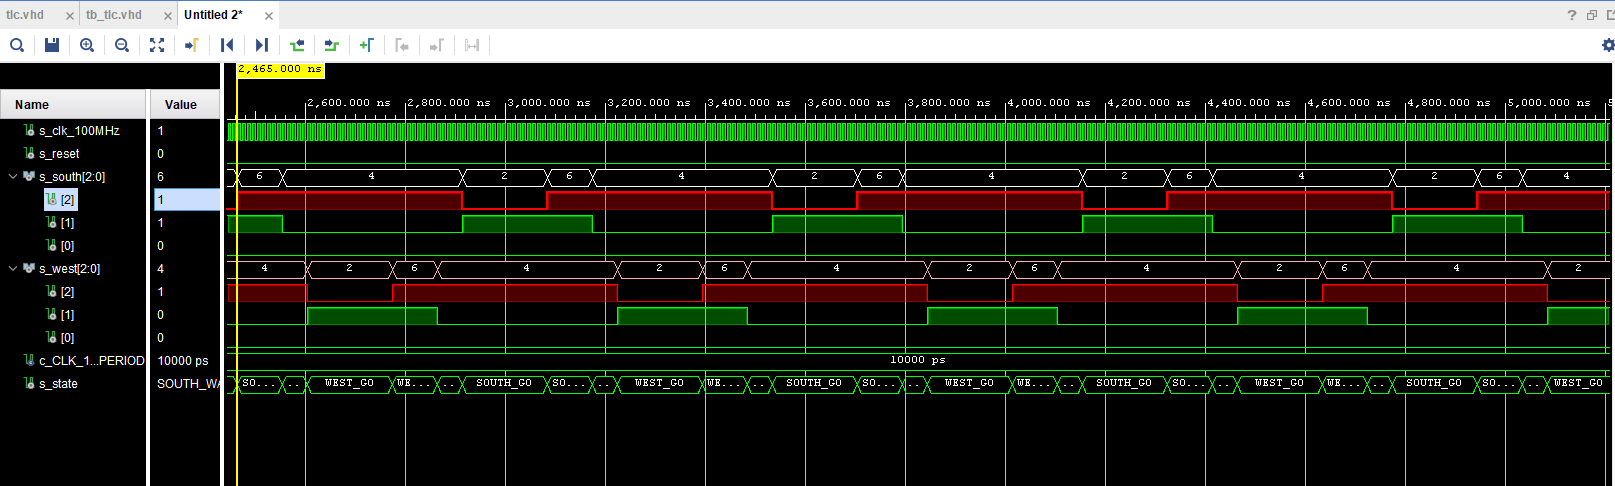 tlc.vhd × tb_tlc.vhd × Untitled 2* ×
?
2,465.000 ns
Name Value
2,600.000 ns 2,800.000 ns 3,000.000 ns 3,200.000 ns 3,400.000 ns 3,600.000 ns 3,800.000 ns 4,000.000 ns 4,200.000 ns 4,400.000 ns 4,600.000 ns 4,800.000 ns 5,000.000 ns
s_clk_100MHz 1
s_reset 0
s_south[2:0] 6 6 4 2 6 4 2 6 4 2 6 4 2 6 4
[2] 1
[1] 1
[0] 0
s_west[2:0] 4 4 2 6 4 2 6 4 2 6 4 2 6 4 2
[2] 1
[1] 0
[0] 0
c_CLK_1...PERIOD 10000 ps 10000 ps
s_state SOUTH_WA SO... .. WEST_GO WE... .. SOUTH_GO SO... .. WEST_GO WE... .. SOUTH_GO SO... .. WEST_GO WE... .. SOUTH_GO SO... .. WEST_GO WE... .. SOUTH_GO SO... .. WEST_GO